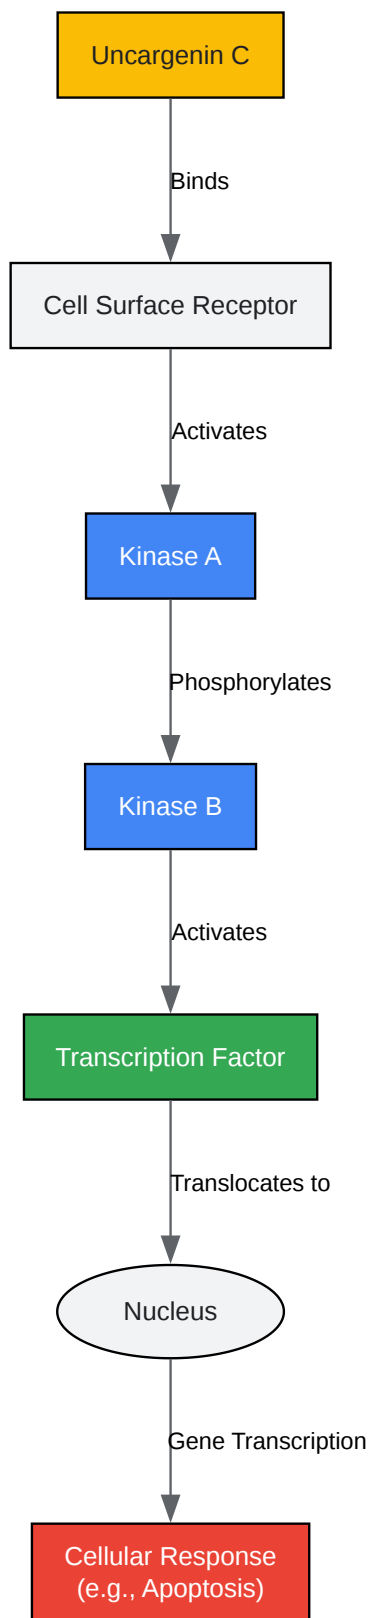 Uncargenin C
Binds
Cell Surface Receptor
Activates
Kinase A
Phosphorylates
Kinase B
Activates
Transcription Factor
Translocates to
Nucleus
Gene Transcription
Cellular Response
(e.g., Apoptosis)